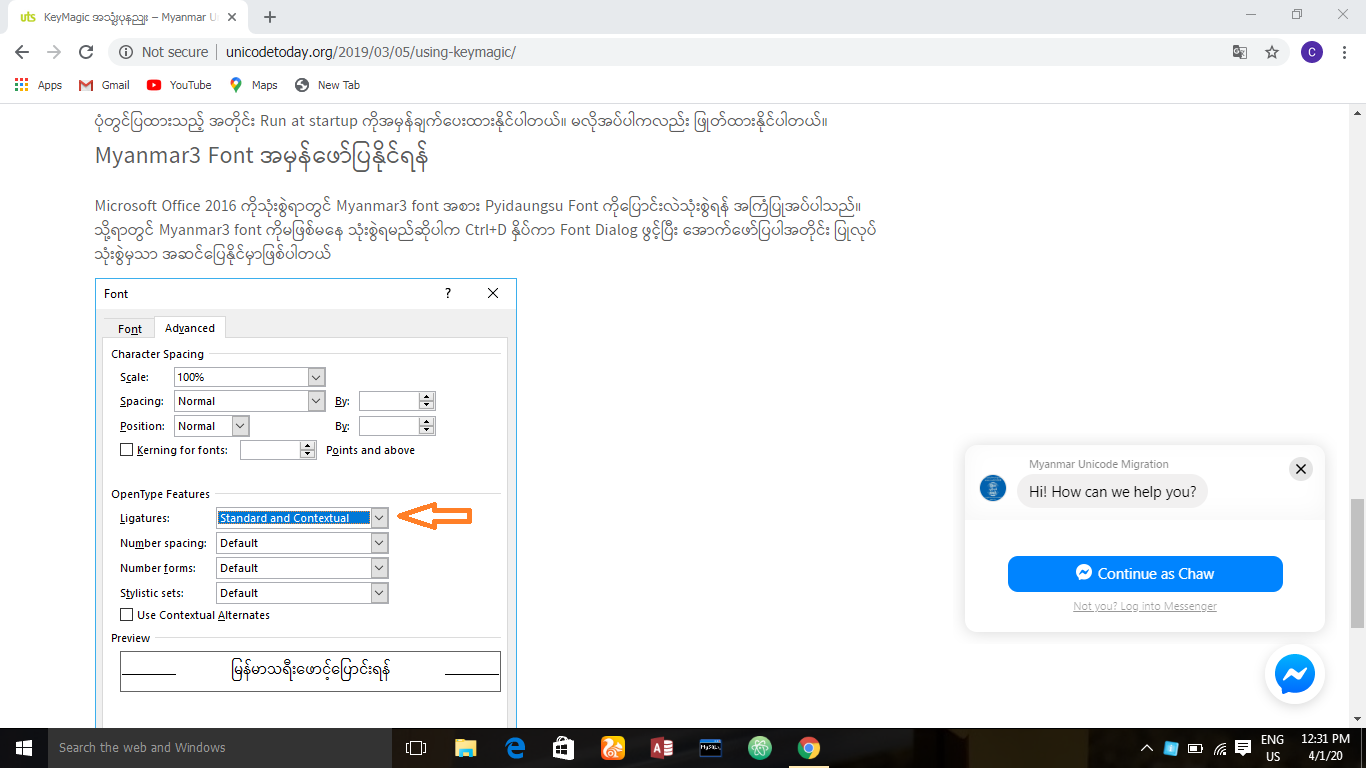 KeyMagic အသုံးပြုနည်း – Myanmar U
Not secure
unicodetoday.org/2019/03/05/using-keymagic/
C
Apps
Gmail
YouTube
Maps
New Tab
ပုံတွင်ပြထားသည့် အတိုင်း Run at startup ကိုအမှန်ချက်ပေးထားနိုင်ပါတယ်။ မလိုအပ်ပါကလည်း ဖြုတ်ထားနိုင်ပါတယ်။
Myanmar3 Font အမှန်ဖော်ပြနိုင်ရန်
Microsoft Office 2016 ကိုသုံးစွဲရာတွင် Myanmar3 font အစား Pyidaungsu Font ကိုပြောင်းလဲသုံးစွဲရန် အကြံပြုအပ်ပါသည်။
သို့ရာတွင် Myanmar3 font ကိုမဖြစ်မနေ သုံးစွဲရမည်ဆိုပါက Ctrl+D နှိပ်ကာ Font Dialog ဖွင့်ပြီး အောက်ဖော်ပြပါအတိုင်း ပြုလုပ်
သုံးစွဲမှသာ အဆင်ပြေနိုင်မှာဖြစ်ပါတယ်
Font
?
Font
Advanced
Character Spacing
Scale: 100%
Spacing: Normal By:
Position: Normal By:
Kerning for fonts: Points and above
OpenType Features
Ligatures: Standard and Contextual
Number spacing: Default
Number forms: Default
Stylistic sets: Default
Use Contextual Alternates
Preview
မြန်မာသရီးဖောင့်ပြောင်းရန်
Myanmar Unicode Migration
Hi! How can we help you?
Continue as Chaw
Not you? Log into Messenger
Search the web and Windows
MySQL
ENG
US
12:31 PM
4/1/20